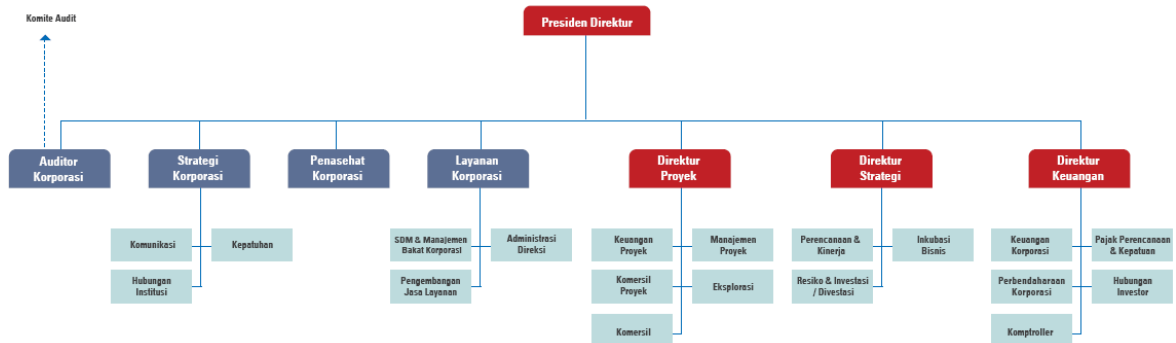 Komite Audit
Presiden Direktur
Auditor
Korporasi
Strategi
Korporasi
Penasehat
Korporasi
Layanan
Korporasi
Direktur
Proyek
Direktur
Strategi
Direktur
Keuangan
Komunikasi
Kepatuhan
Hubungan
Institusi
SDM & Manajemen
Bakat Korporasi
Administrasi
Direksi
Pengembangan
Jasa Layanan
Keuangan
Proyek
Manajemen
Proyek
Komersil
Proyek
Eksplorasi
Komersil
Perencanaan &
Kinerja
Inkubasi
Bisnis
Resiko & Investasi
/ Divestasi
Keuangan
Korporasi
Pajak Perencanaan
& Kepatuan
Perbendaharaan
Korporasi
Hubungan
Investor
Komptroller